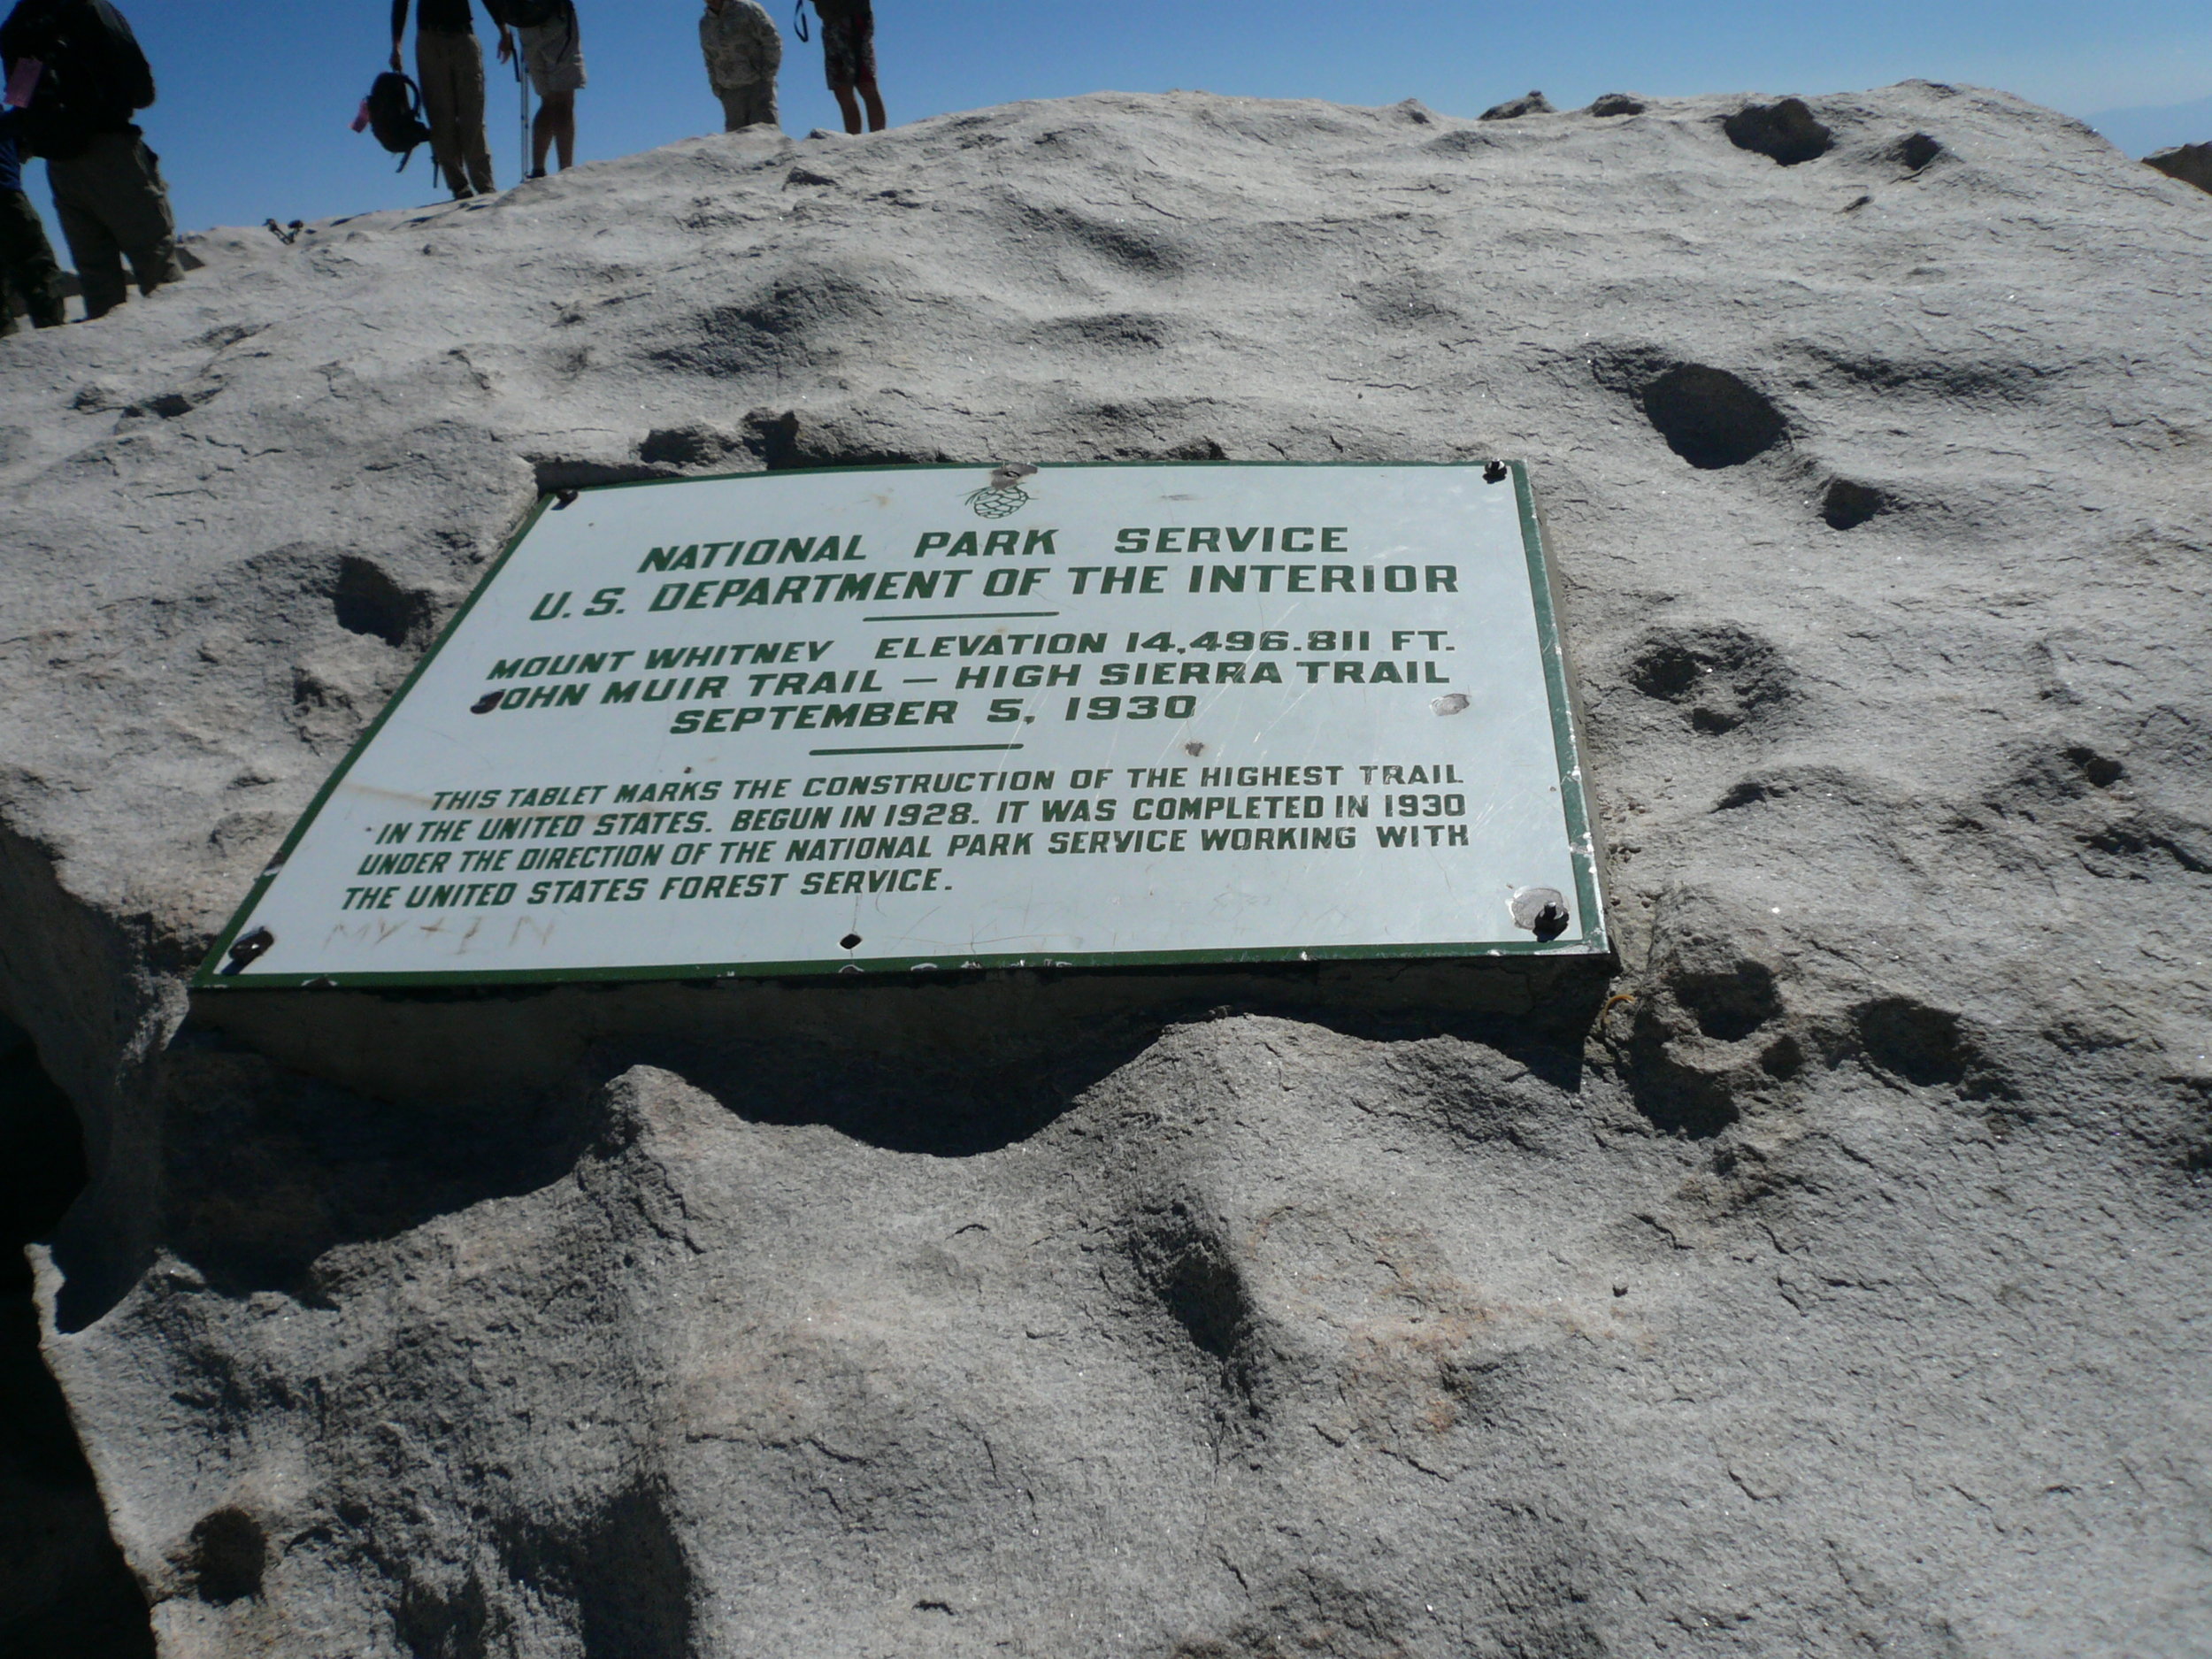 NATIONAL PARK SERVICE
U.S. DEPARTMENT OF THE INTERIOR
MOUNT WHITNEY ELEVATION 14,496.811 FT.
JOHN MUIR TRAIL — HIGH SIERRA TRAIL
SEPTEMBER 5, 1930
THIS TABLET MARKS THE CONSTRUCTION OF THE HIGHEST TRAIL
IN THE UNITED STATES. BEGUN IN 1928. IT WAS COMPLETED IN 1930
UNDER THE DIRECTION OF THE NATIONAL PARK SERVICE WORKING WITH
THE UNITED STATES FOREST SERVICE.